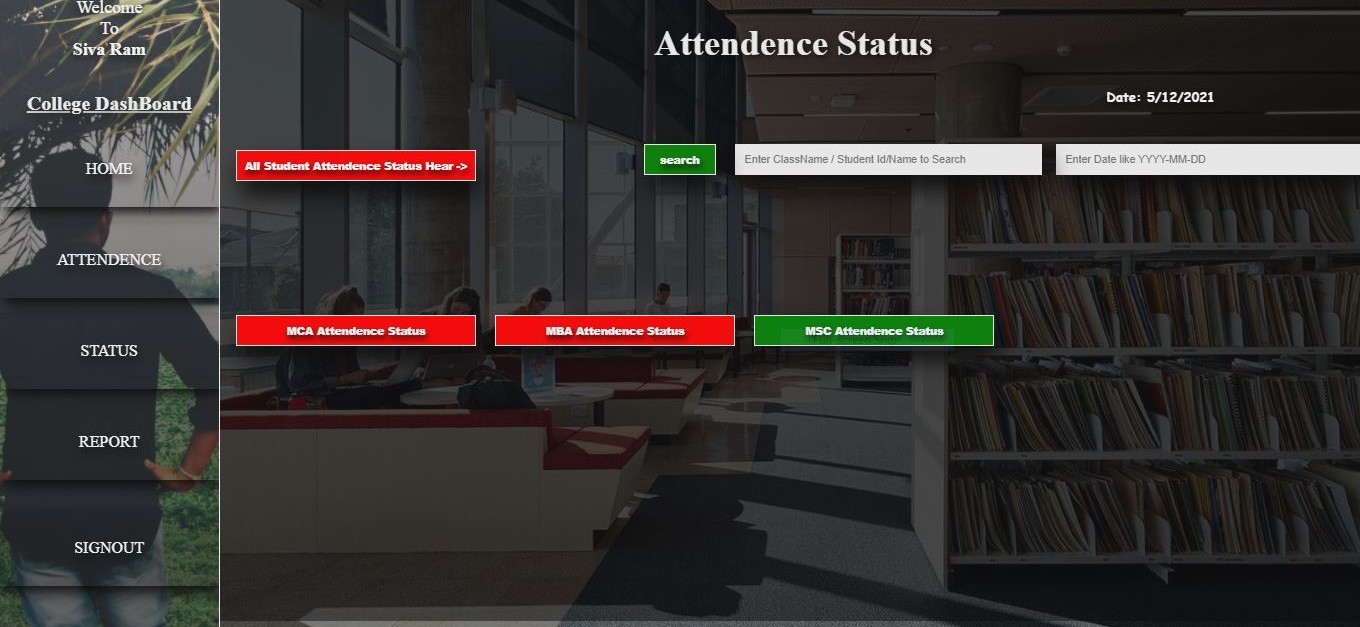 Welcome
To
Siva Ram
College DashBoard
HOME
ATTENDENCE
STATUS
REPORT
SIGNOUT
Attendence Status
Date: 5/12/2021
All Student Attendence Status Hear ->
search
Enter ClassName / Student Id/Name to Search
Enter Date like YYYY-MM-DD
MCA Attendence Status
MBA Attendence Status
MSC Attendence Status